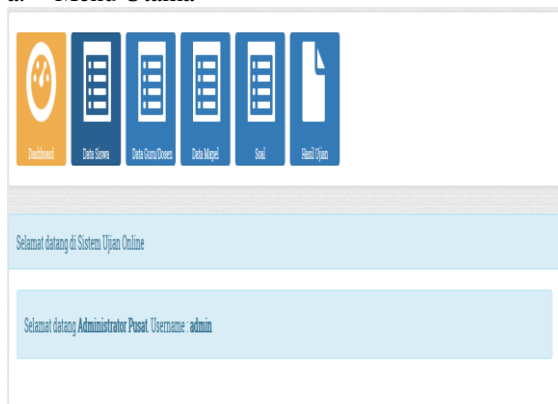 a. Menu Utama
Dashboard Data Siswa Data Guru/Dosen Data Mapel Soal Hasil Ujian
Selamat datang di Sistem Ujian Online
Selamat datang Administrator Pusat. Username : admin